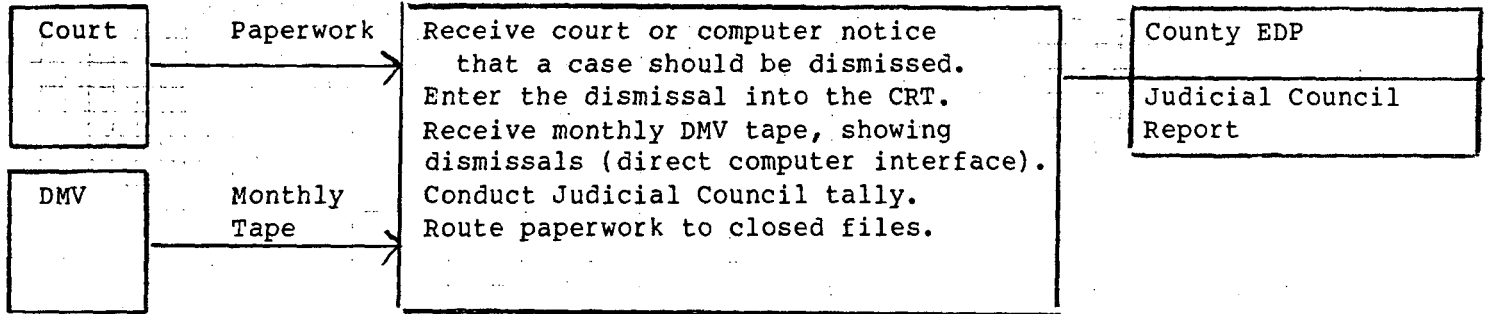 Court
Paperwork
DMV
Monthly
Tape
Receive court or computer notice
that a case should be dismissed.
Enter the dismissal into the CRT.
Receive monthly DMV tape, showing
dismissals (direct computer interface).
Conduct Judicial Council tally.
Route paperwork to closed files.
County EDP
Judicial Council
Report